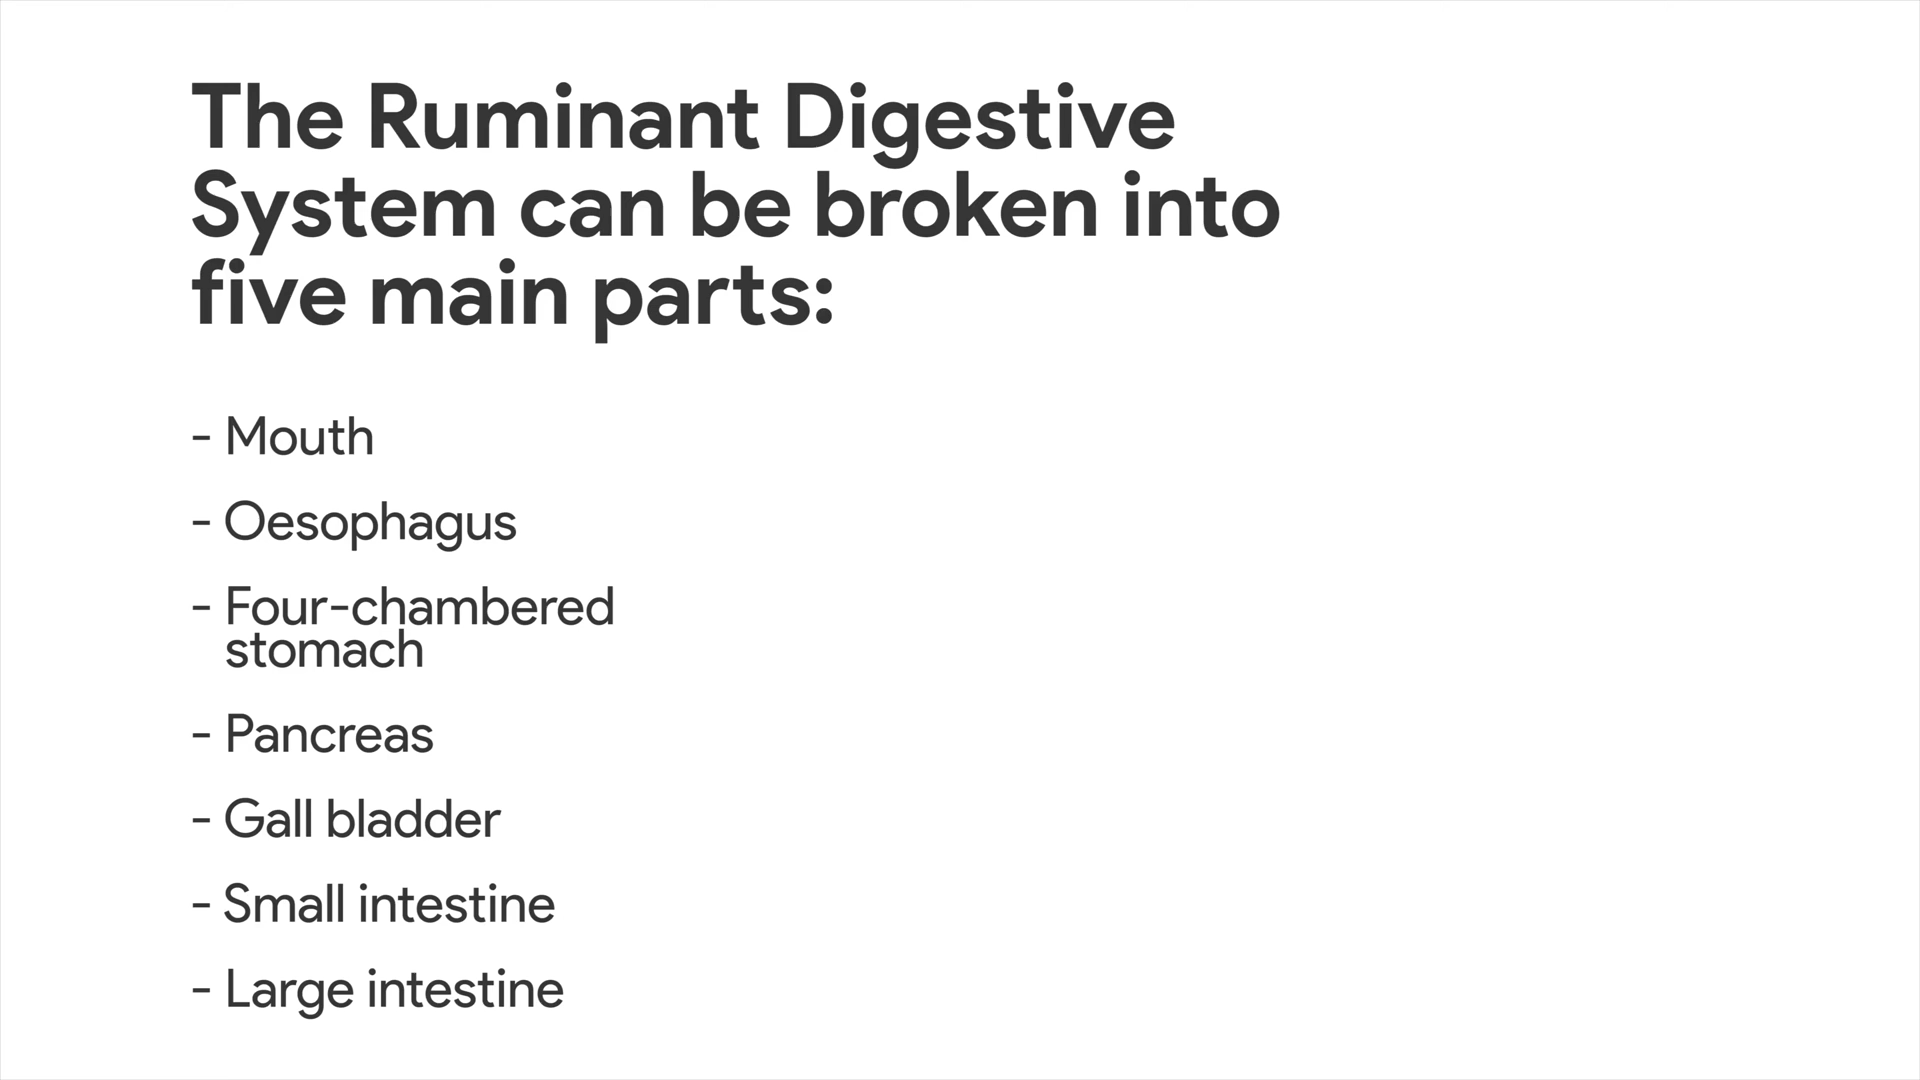 The Ruminant Digestive
System can be broken into
five main parts:
- Mouth
- Oesophagus
- Four-chambered
stomach
- Pancreas
- Gall bladder
- Small intestine
- Large intestine